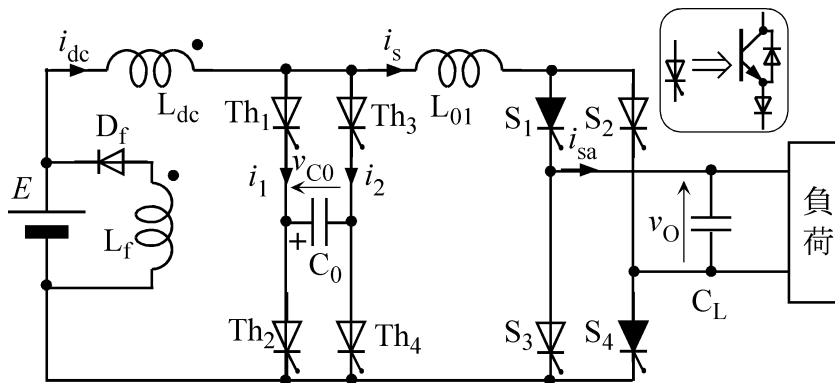 i_dc
L_dc
i_s
L_01
D_f
E
L_f
Th_1
Th_3
i_1
v_C0
i_2
+
C_0
Th_2
Th_4
S_1
S_2
i_sa
v_O
C_L
S_3
S_4
負荷